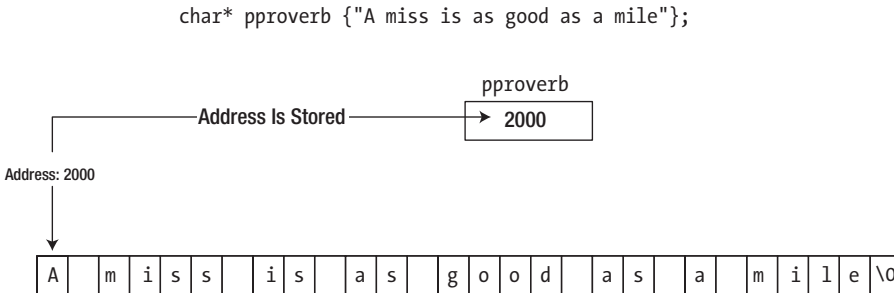 char* pproverb {"A miss is as good as a mile"};
pproverb
Address Is Stored 2000
Address: 2000
A m i s s i s a s g o o d a s a m i l e \0